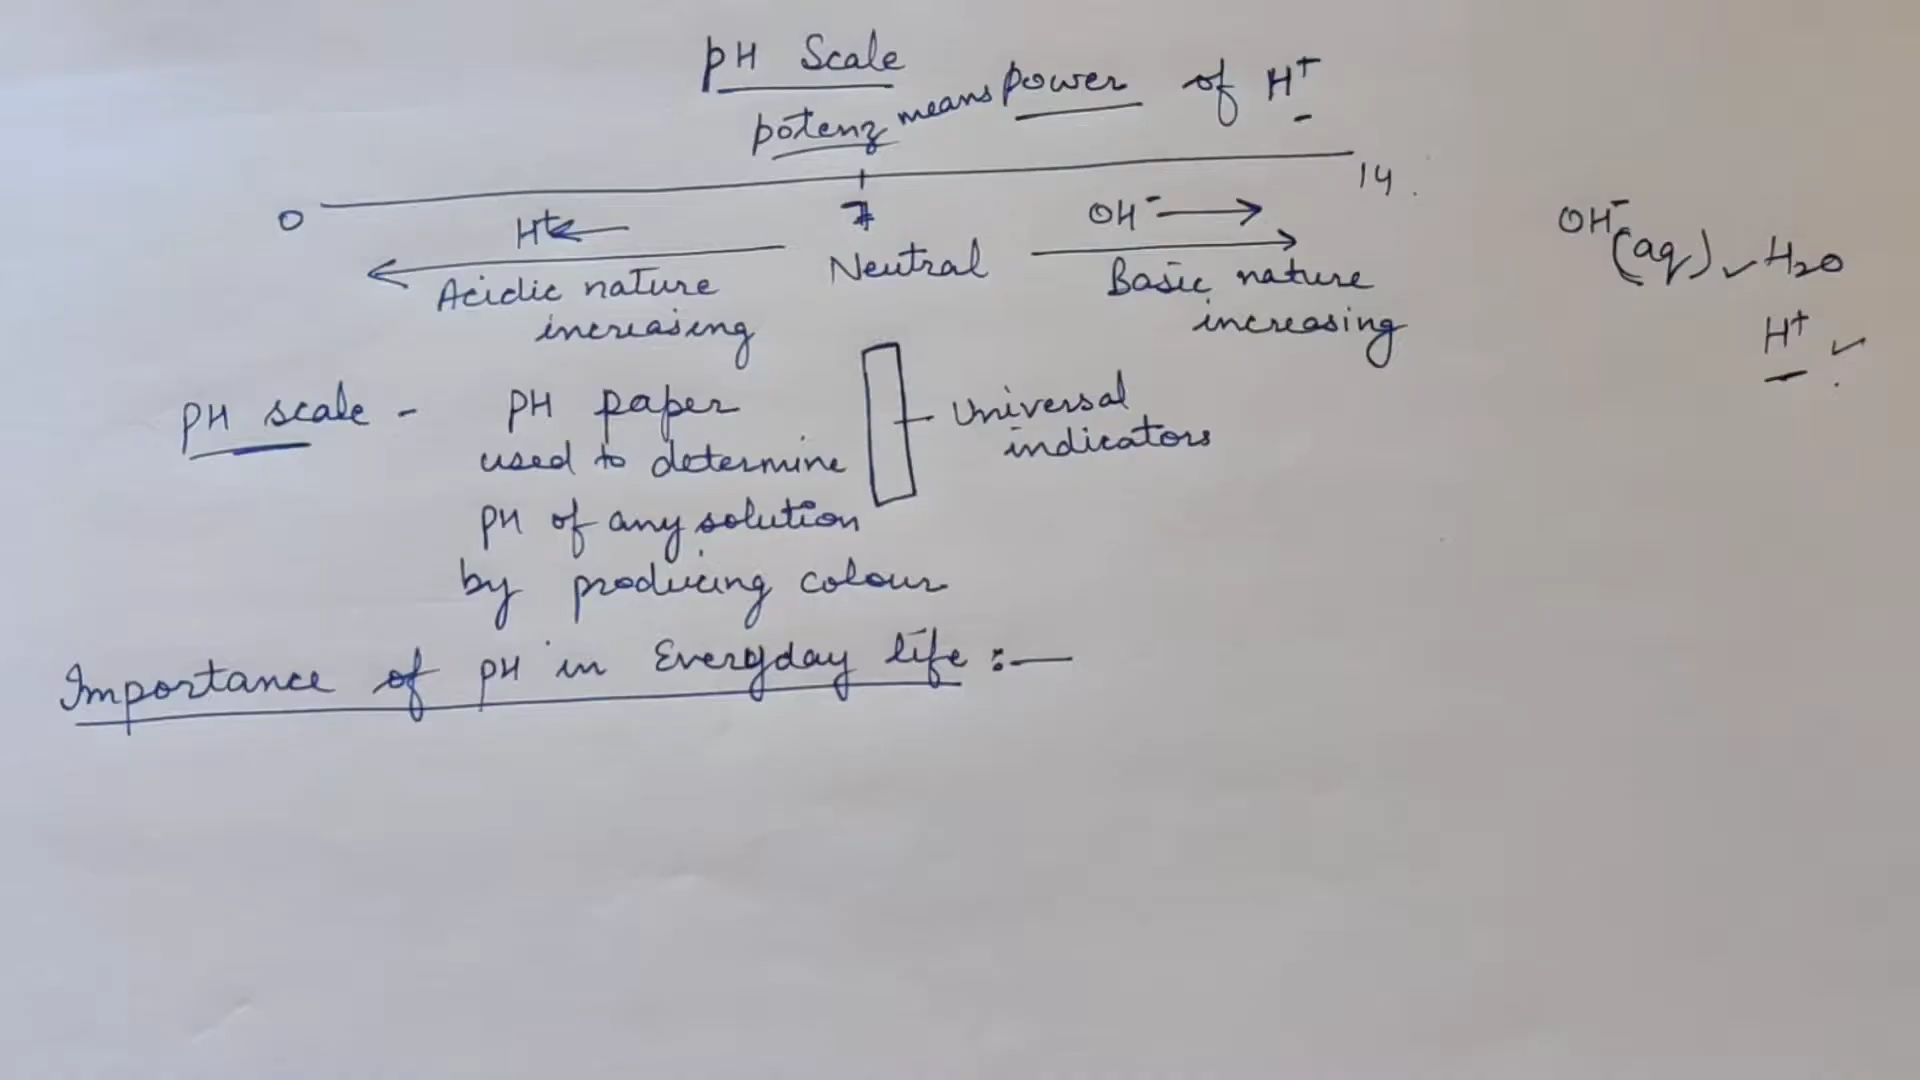 pH Scale
potenz means power of H⁺
0 7 14
H⁺ ←
OH⁻ →
Acidic nature
increasing
Neutral
Basic nature
increasing
OH⁻(aq) ✓ H₂O
H⁺ ✓
pH scale - pH paper
used to determine
pH of any solution
by producing colour
Universal
indicators
Importance of pH in Everyday life :—